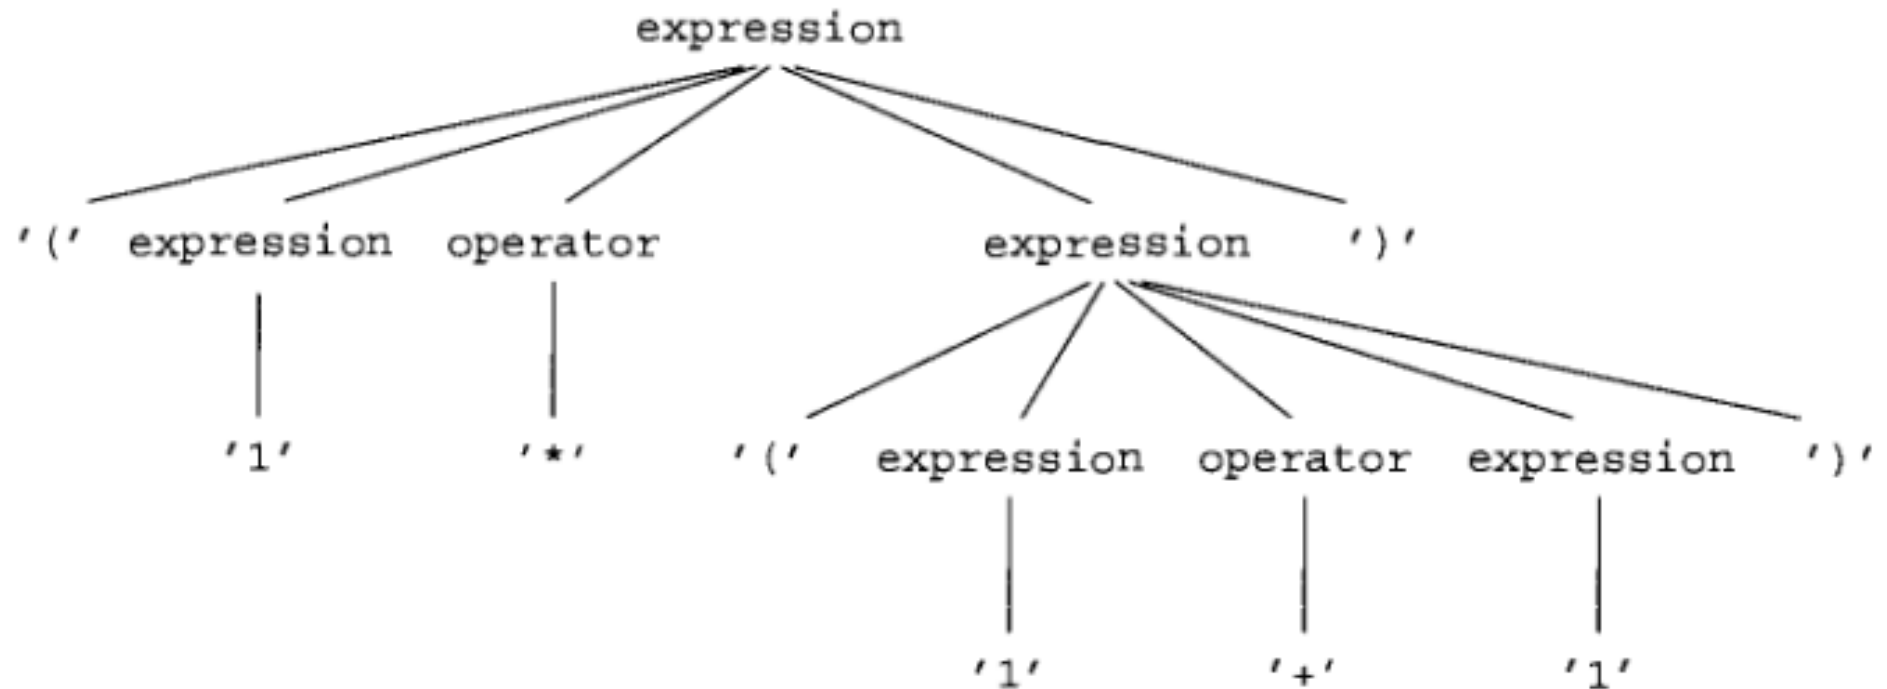 expression
'(' expression operator expression ')'
'1' '*' '(' expression operator expression ')'
'1' '+' '1'